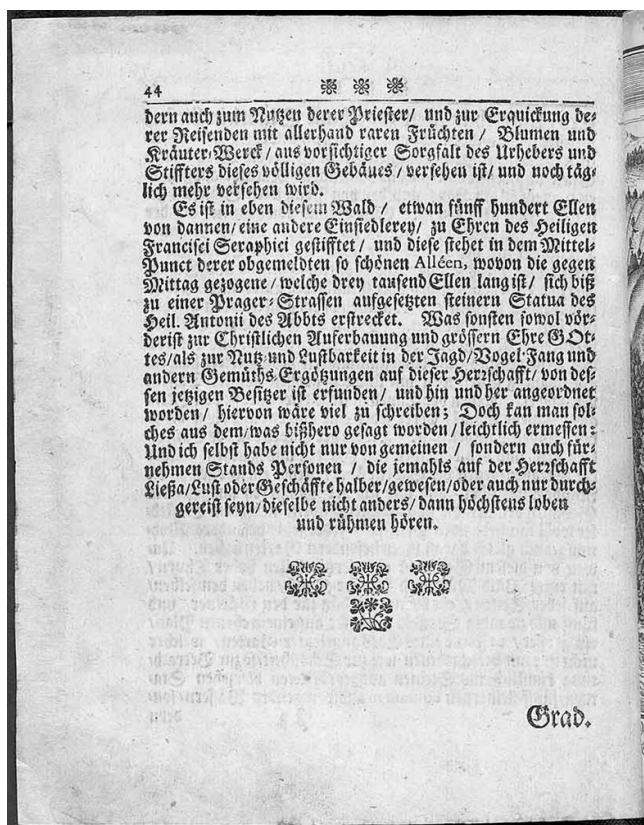 44
dern auch zum Nutzen derer Priester/ und zur Erquickung de-
rer Reisenden mit allerhand raren Früchten / Blumen und
Kräuter-Werck/ aus vorsichtiger Sorgfalt des Urhebers und
Stiffters dieses völligen Gebäues/ versehen ist/ und noch täg-
lich mehr versehen wird.
Es ist in eben diesem Wald / etwan fünff hundert Ellen
von dannen/ eine andere Einsiedlerey/ zu Ehren des Heiligen
Francisci Seraphici gestifftet / und diese stehet in dem Mittel-
Punct derer obgemeldten so schönen Alléen, wovon die gegen
Mittag gezogene/ welche drey tausend Ellen lang ist/ sich biß
zu einer Prager-Strassen aufgesetzten steinern Statua des
Heil. Antonii des Abbts erstrecket. Was sonsten sowol vör-
derist zur Christlichen Auferbauung und grössern Ehre GOt-
tes/als zur Nutz-und Lustbarkeit in der Jagd/Vogel-Fang und
andern Gemüths-Ergötzungen auf dieser Herrschafft/ von des-
sen jetzigen Besitzer ist erfunden/ und hin und her angeordnet
worden/ hiervon wäre viel zu schreiben; Doch kan man sol-
ches aus dem/was bißhero gesagt worden/leichtlich ermessen:
Und ich selbst habe nicht nur von gemeinen / sondern auch für-
nehmen Stands Personen / die jemahls auf der Herrschafft
Ließa/Lust oder Geschäffte halber/gewesen/oder auch nur durch-
gereist seyn/dieselbe nicht anders/ dann höchstens loben
und rühmen hören.
Grad.